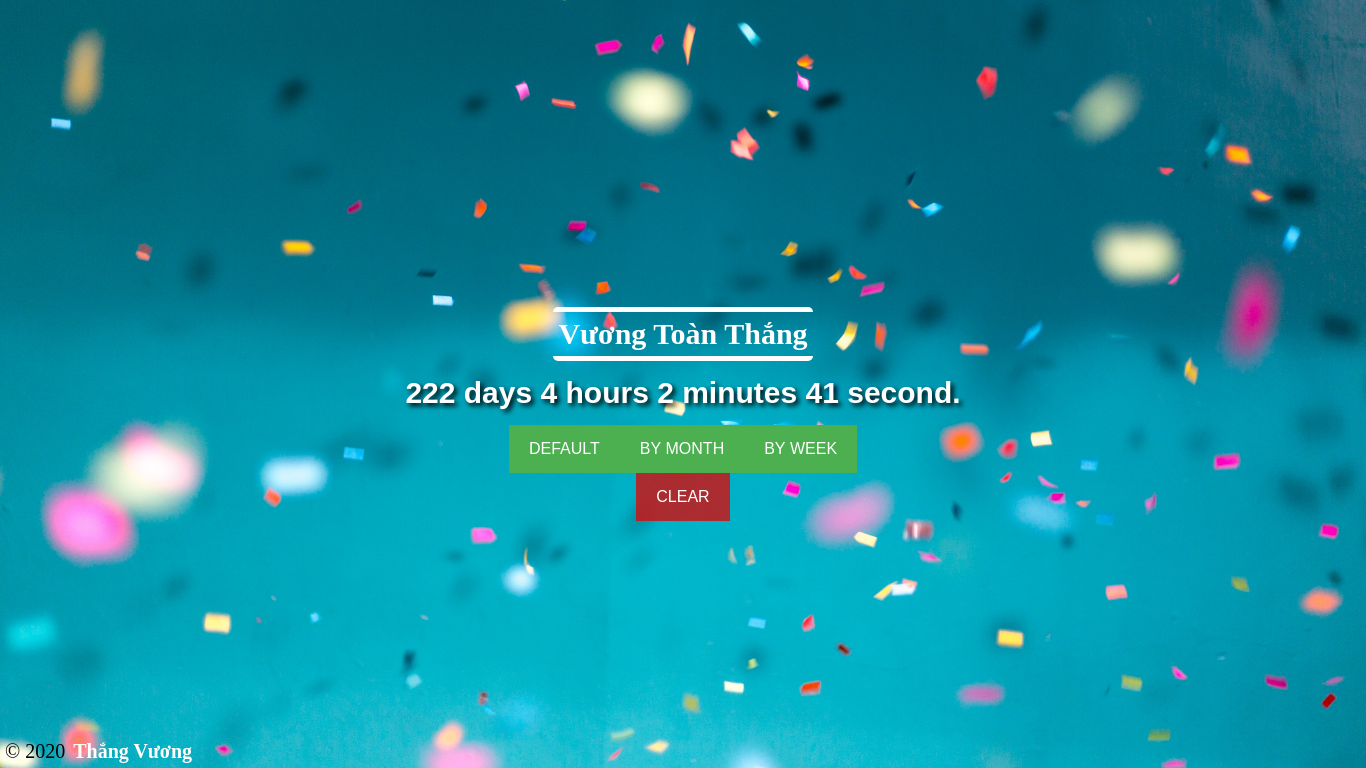 Vương Toàn Thắng
222 days 4 hours 2 minutes 41 second.
DEFAULT BY MONTH BY WEEK
CLEAR
© 2020 Thắng Vương